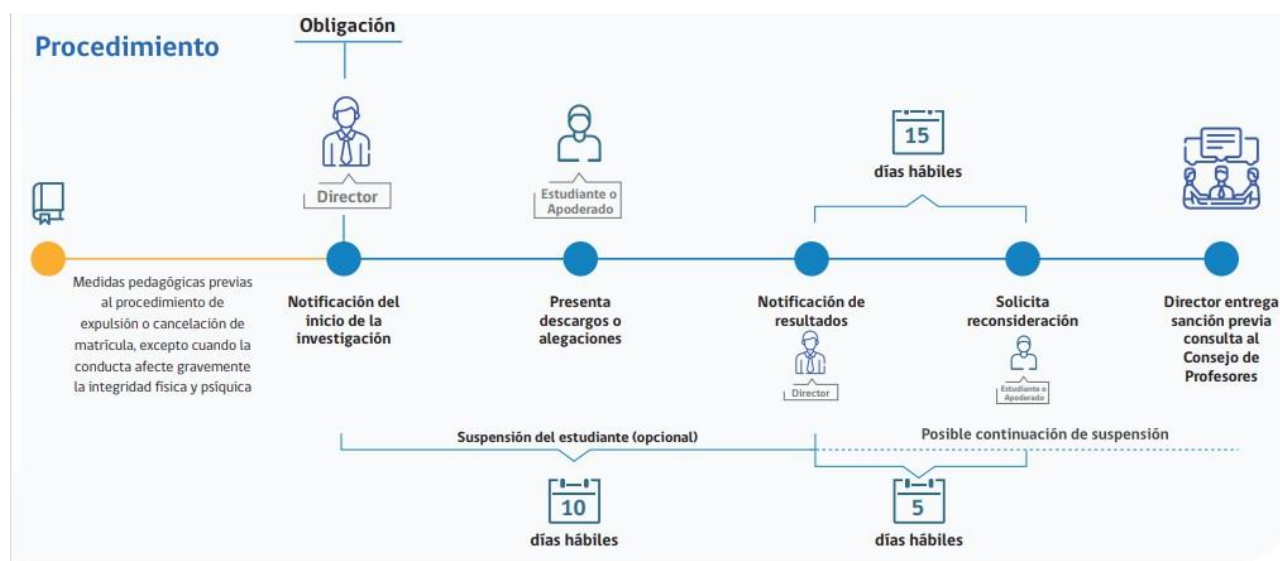 Procedimiento
Obligación
Director
Estudiante o
Apoderado
15
días hábiles
Medidas pedagógicas previas
al procedimiento de
expulsión o cancelación de
matrícula, excepto cuando la
conducta afecte gravemente
la integridad física y psíquica
Notificación del
inicio de la
investigación
Presenta
descargos o
alegaciones
Notificación de
resultados
Director
Solicita
reconsideración
Estudiante o
Apoderado
Director entrega
sanción previa
consulta al
Consejo de
Profesores
Suspensión del estudiante (opcional)
Posible continuación de suspensión
10
días hábiles
5
días hábiles